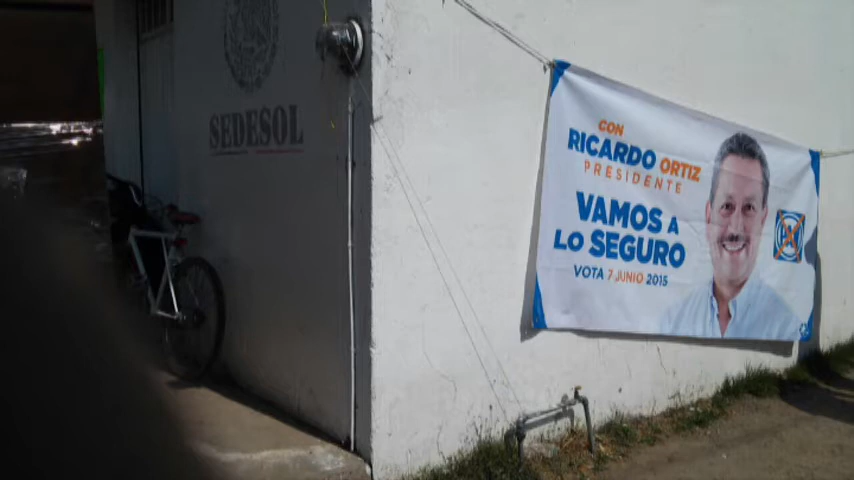 SEDESOL
CON
RICARDO ORTIZ
PRESIDENTE
VAMOS A
LO SEGURO
VOTA 7 JUNIO 2015